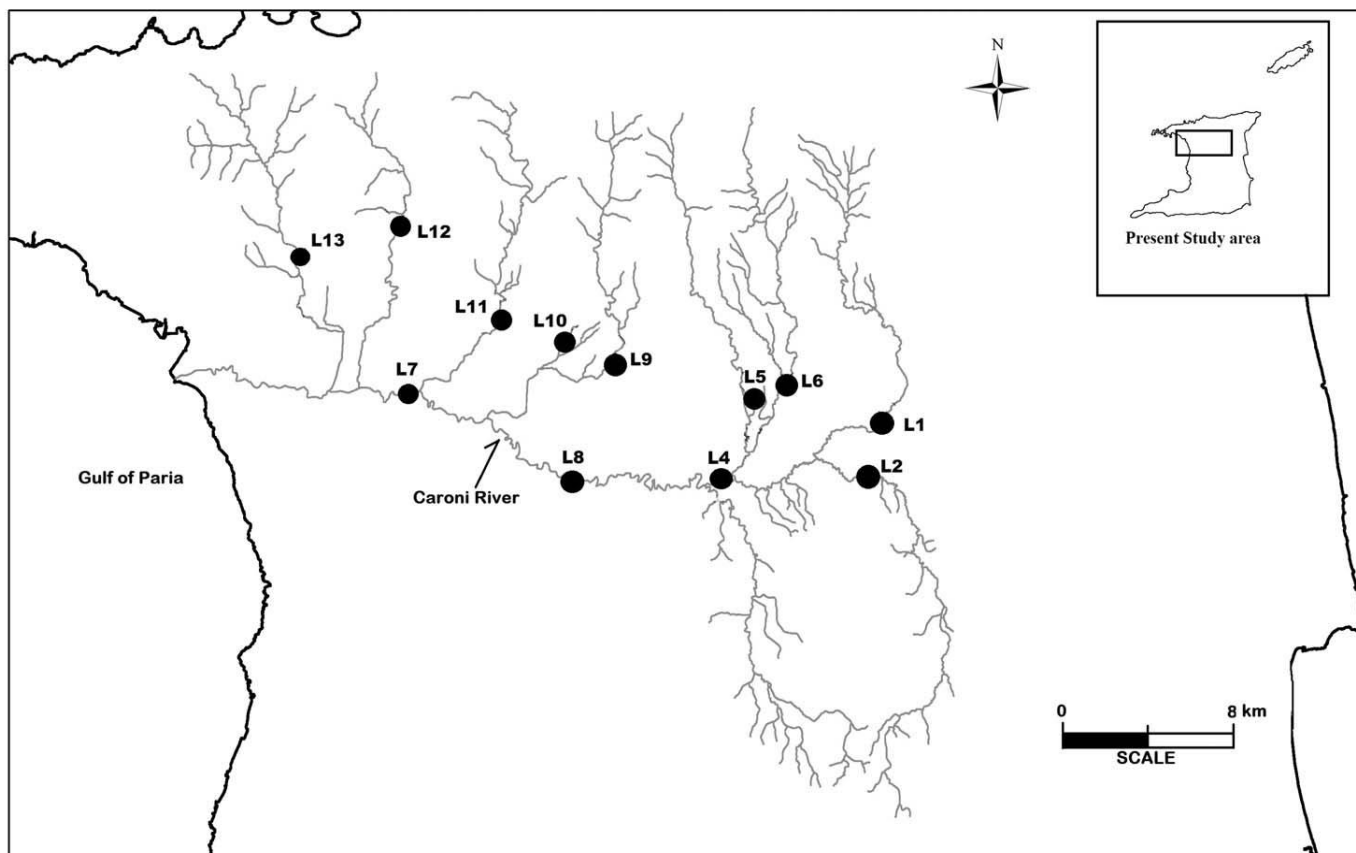 N
Present Study area
L13
L12
L11
L10
L9
L7
L5
L6
L1
L8
L4
L2
Gulf of Paria
Caroni River
0 8 km
SCALE